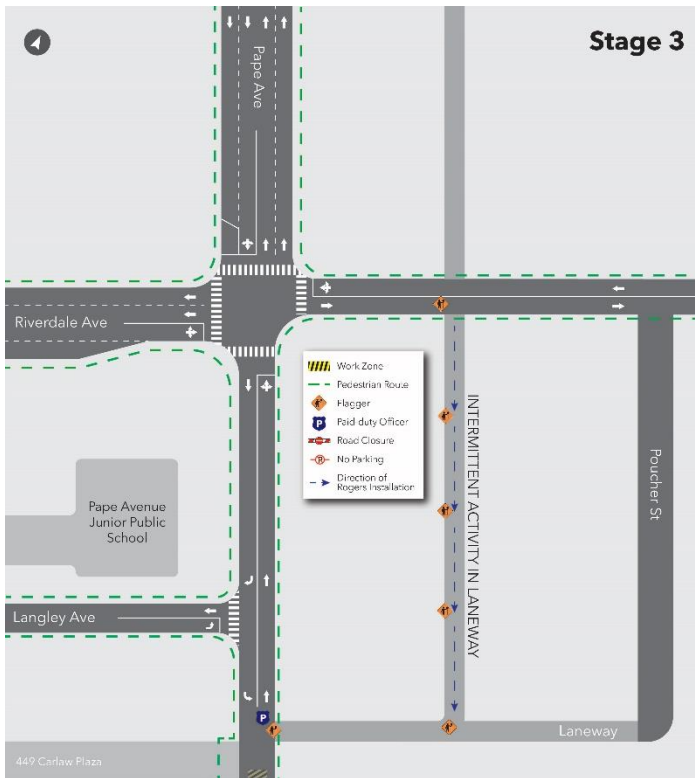 Stage 3
Pape Ave
Riverdale Ave
Work Zone
Pedestrian Route
Flagger
P
Paid-duty Officer
Road Closure
No Parking
Direction of
Rogers Installation
INTERMITTENT ACTIVITY IN LANEWAY
Poucher St
Pape Avenue
Junior Public
School
Langley Ave
P
Laneway
449 Carlaw Plaza